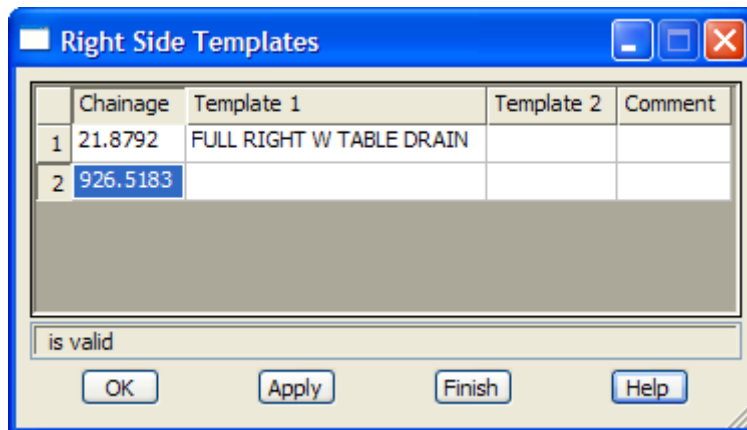 Right Side Templates
Chainage Template 1 Template 2 Comment
1 21.8792 FULL RIGHT W TABLE DRAIN
2 926.5183
is valid
OK Apply Finish Help